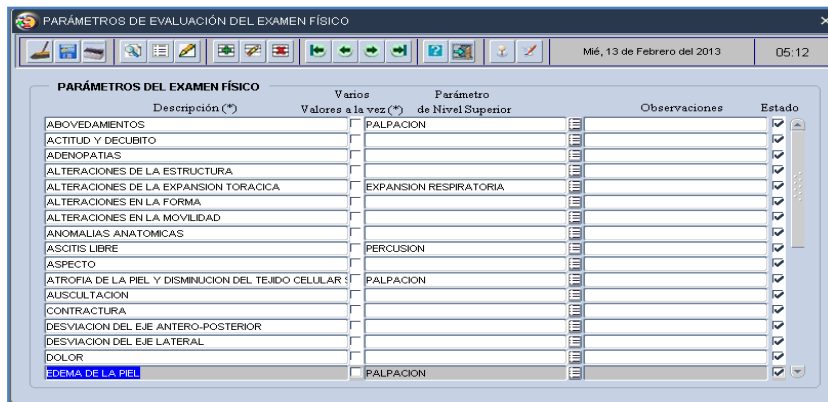 PARÁMETROS DE EVALUACIÓN DEL EXAMEN FÍSICO
Mié, 13 de Febrero del 2013 05:12
PARÁMETROS DEL EXAMEN FÍSICO
Varios Parámetro
Descripción (*) Valores a la vez (*) de Nivel Superior Observaciones Estado
ABOVEDAMIENTOS PALPACION
ACTITUD Y DECUBITO
ADENOPATIAS
ALTERACIONES DE LA ESTRUCTURA
ALTERACIONES DE LA EXPANSION TORACICA EXPANSION RESPIRATORIA
ALTERACIONES EN LA FORMA
ALTERACIONES EN LA MOVILIDAD
ANOMALIAS ANATOMICAS
ASCITIS LIBRE PERCUSION
ASPECTO
ATROFIA DE LA PIEL Y DISMINUCION DEL TEJIDO CELULAR PALPACION
AUSCULTACION
CONTRACTURA
DESVIACION DEL EJE ANTERO-POSTERIOR
DESVIACION DEL EJE LATERAL
DOLOR
EDEMA DE LA PIEL PALPACION